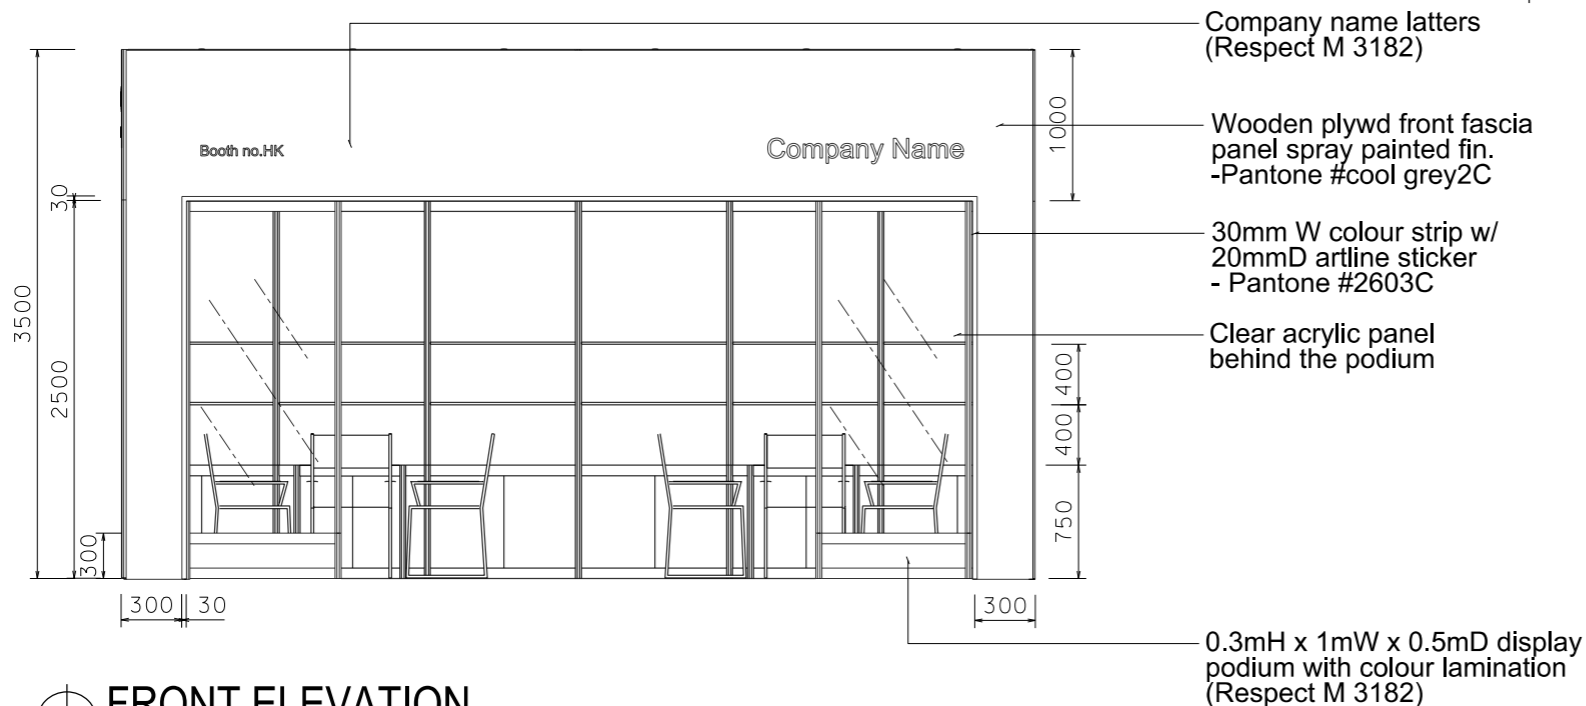 Company name latters
(Respect M 3182)
Wooden plywd front fascia
panel spray painted fin.
-Pantone #cool grey2C
30mm W colour strip w/
20mmD artline sticker
- Pantone #2603C
Clear acrylic panel
behind the podium
0.3mH x 1mW x 0.5mD display
podium with colour lamination
(Respect M 3182)
Booth no.HK
Company Name
3500
30
2500
300
300
30
300
1000
400
400
750
FRONT ELEVATION